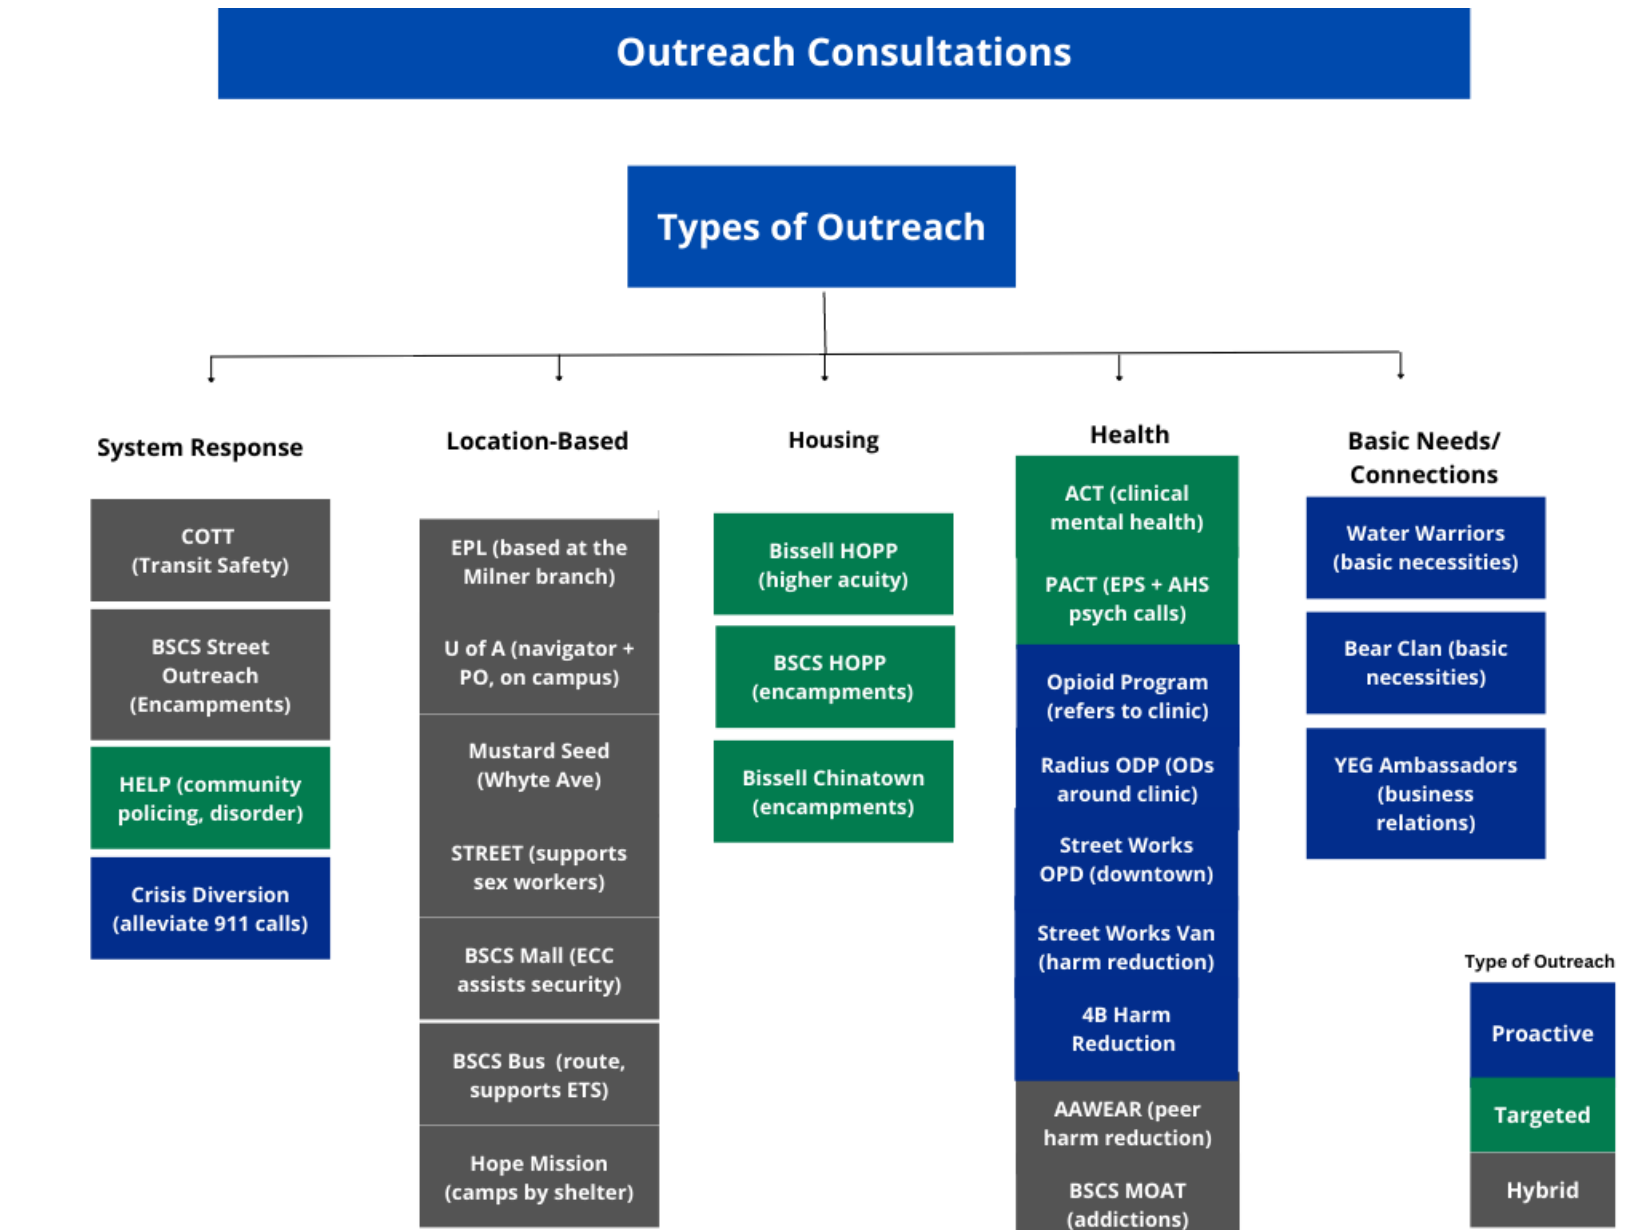 Outreach Consultations
Types of Outreach
System Response
COTT
(Transit Safety)
BSCS Street
Outreach
(Encampments)
HELP (community
policing, disorder)
Crisis Diversion
(alleviate 911 calls)
Location-Based
EPL (based at the
Milner branch)
U of A (navigator +
PO, on campus)
Mustard Seed
(Whyte Ave)
STREET (supports
sex workers)
BSCS Mall (ECC
assists security)
BSCS Bus (route,
supports ETS)
Hope Mission
(camps by shelter)
Housing
Bissell HOPP
(higher acuity)
BSCS HOPP
(encampments)
Bissell Chinatown
(encampments)
Health
ACT (clinical
mental health)
PACT (EPS + AHS
psych calls)
Opioid Program
(refers to clinic)
Radius ODP (ODs
around clinic)
Street Works
OPD (downtown)
Street Works Van
(harm reduction)
4B Harm
Reduction
AAWEAR (peer
harm reduction)
BSCS MOAT
(addictions)
Basic Needs/
Connections
Water Warriors
(basic necessities)
Bear Clan (basic
necessities)
YEG Ambassadors
(business
relations)
Type of Outreach
Proactive
Targeted
Hybrid